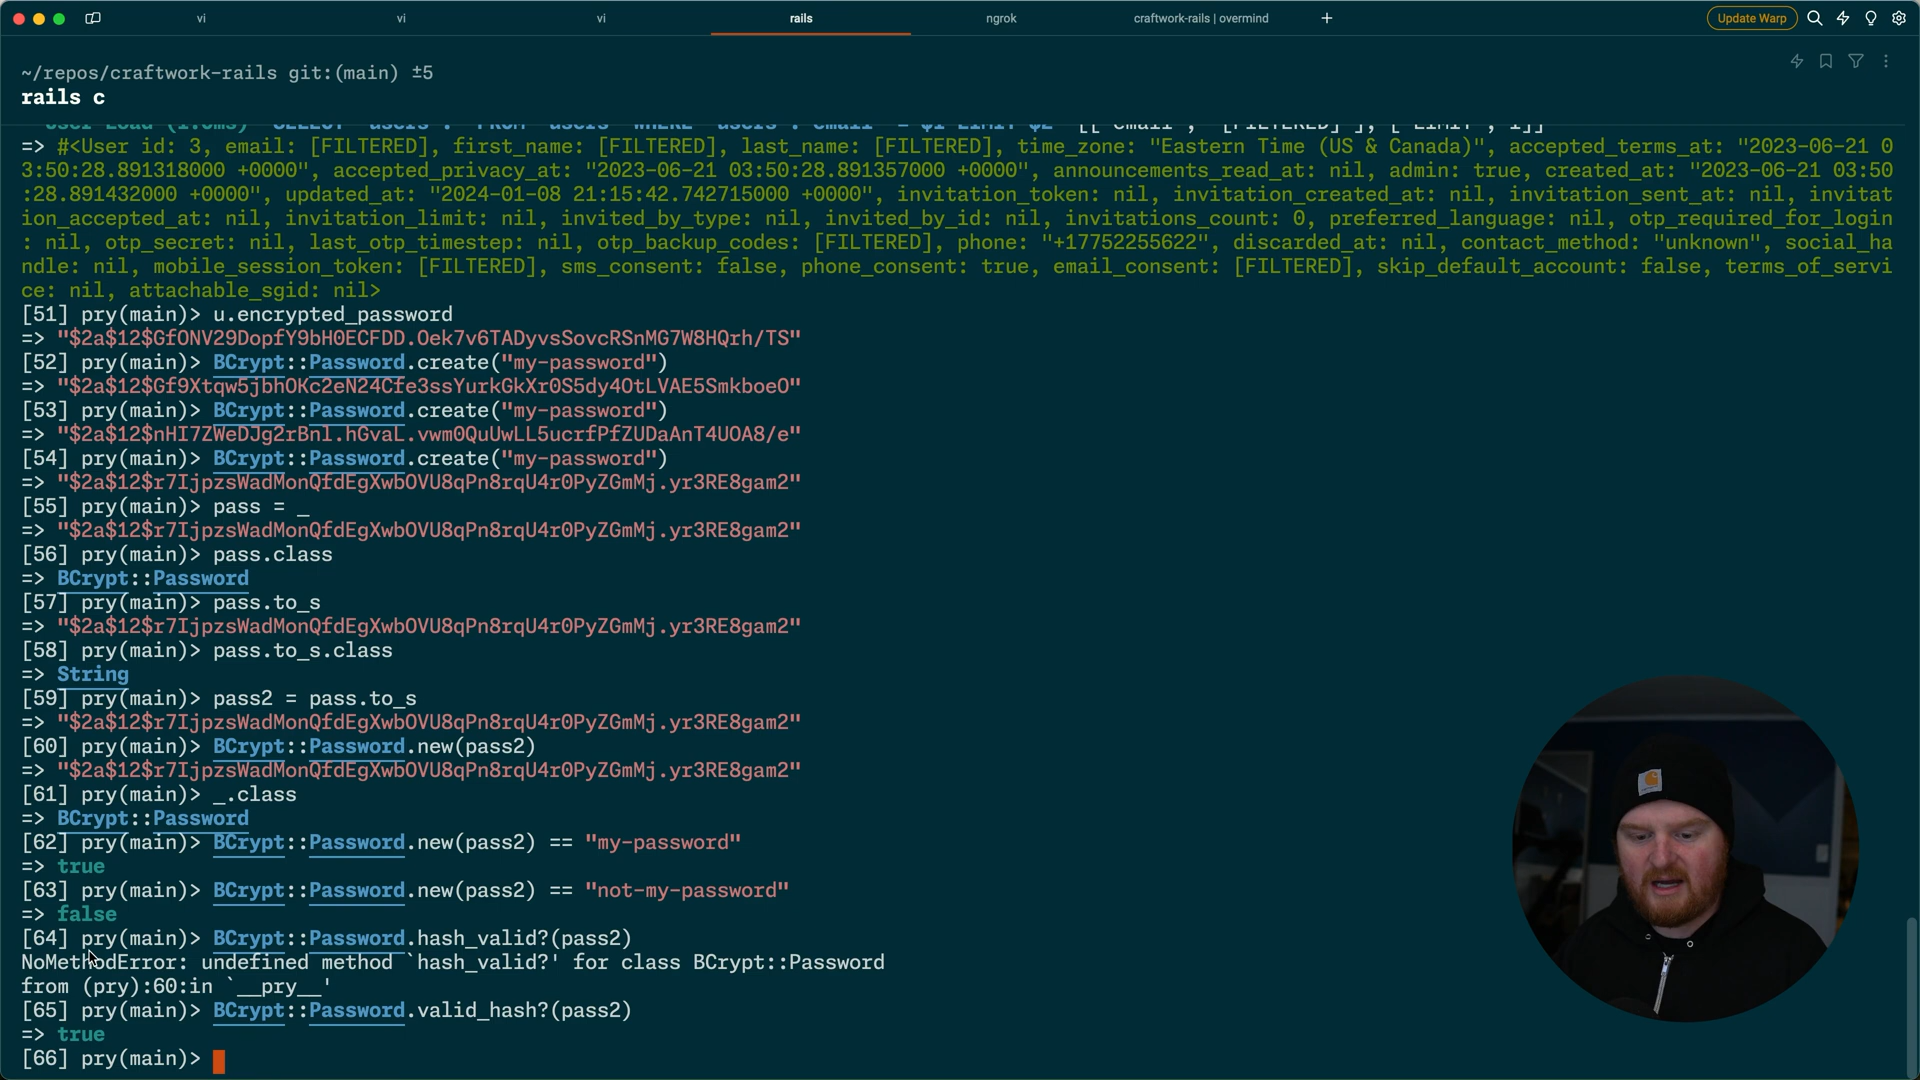 vi
vi
vi
rails
ngrok
craftwork-rails | overmind
+
Update Warp
~/repos/craftwork-rails git:(main) ±5
rails c
=> #<User id: 3, email: [FILTERED], first_name: [FILTERED], last_name: [FILTERED], time_zone: "Eastern Time (US & Canada)", accepted_terms_at: "2023-06-21 0
3:50:28.891318000 +0000", accepted_privacy_at: "2023-06-21 03:50:28.891357000 +0000", announcements_read_at: nil, admin: true, created_at: "2023-06-21 03:50
:28.891432000 +0000", updated_at: "2024-01-08 21:15:42.742715000 +0000", invitation_token: nil, invitation_created_at: nil, invitation_sent_at: nil, invitat
ion_accepted_at: nil, invitation_limit: nil, invited_by_type: nil, invited_by_id: nil, invitations_count: 0, preferred_language: nil, otp_required_for_login
: nil, otp_secret: nil, last_otp_timestep: nil, otp_backup_codes: [FILTERED], phone: "+17752255622", discarded_at: nil, contact_method: "unknown", social_ha
ndle: nil, mobile_session_token: [FILTERED], sms_consent: false, phone_consent: true, email_consent: [FILTERED], skip_default_account: false, terms_of_servi
ce: nil, attachable_sgid: nil>
[51] pry(main)> u.encrypted_password
=> "$2a$12$GfONV29DopfY9bH0ECFDD.Oek7v6TADyvsSovcRSnMG7W8HQrh/TS"
[52] pry(main)> BCrypt::Password.create("my-password")
=> "$2a$12$Gf9Xtqw5jbhOKc2eN24Cfe3ssYurkGkXr0S5dy4OtLVAE5SmkboeO"
[53] pry(main)> BCrypt::Password.create("my-password")
=> "$2a$12$nHI7ZWeDJg2rBnl.hGvaL.vwm0QuUwLL5ucrfPfZUDaAnT4UOA8/e"
[54] pry(main)> BCrypt::Password.create("my-password")
=> "$2a$12$r7IjpzsWadMonQfdEgXwbOVU8qPn8rqU4r0PyZGmMj.yr3RE8gam2"
[55] pry(main)> pass = _
=> "$2a$12$r7IjpzsWadMonQfdEgXwbOVU8qPn8rqU4r0PyZGmMj.yr3RE8gam2"
[56] pry(main)> pass.class
=> BCrypt::Password
[57] pry(main)> pass.to_s
=> "$2a$12$r7IjpzsWadMonQfdEgXwbOVU8qPn8rqU4r0PyZGmMj.yr3RE8gam2"
[58] pry(main)> pass.to_s.class
=> String
[59] pry(main)> pass2 = pass.to_s
=> "$2a$12$r7IjpzsWadMonQfdEgXwbOVU8qPn8rqU4r0PyZGmMj.yr3RE8gam2"
[60] pry(main)> BCrypt::Password.new(pass2)
=> "$2a$12$r7IjpzsWadMonQfdEgXwbOVU8qPn8rqU4r0PyZGmMj.yr3RE8gam2"
[61] pry(main)> _.class
=> BCrypt::Password
[62] pry(main)> BCrypt::Password.new(pass2) == "my-password"
=> true
[63] pry(main)> BCrypt::Password.new(pass2) == "not-my-password"
=> false
[64] pry(main)> BCrypt::Password.hash_valid?(pass2)
NoMethodError: undefined method `hash_valid?' for class BCrypt::Password
from (pry):60:in `__pry__'
[65] pry(main)> BCrypt::Password.valid_hash?(pass2)
=> true
[66] pry(main)>